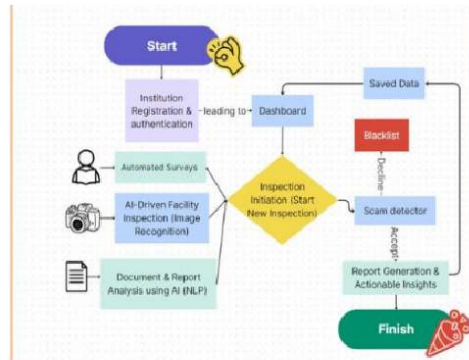 Start
Institution
Registration &
authentication
leading to
Dashboard
Saved Data
Blacklist
Decline
Automated Surveys
AI-Driven Facility
Inspection (Image
Recognition)
Inspection
Initiation (Start
New Inspection)
Scam detector
Accept
Document & Report
Analysis using AI (NLP)
Report Generation &
Actionable Insights
Finish